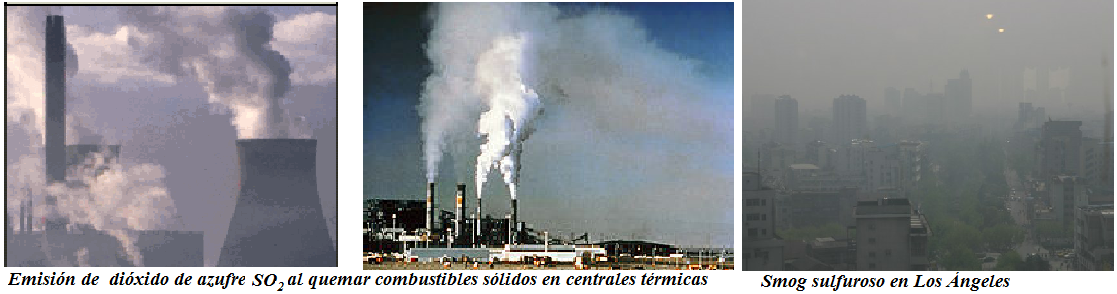 Emisión de dióxido de azufre SO₂ al quemar combustibles sólidos en centrales térmicas
Smog sulfuroso en Los Ángeles